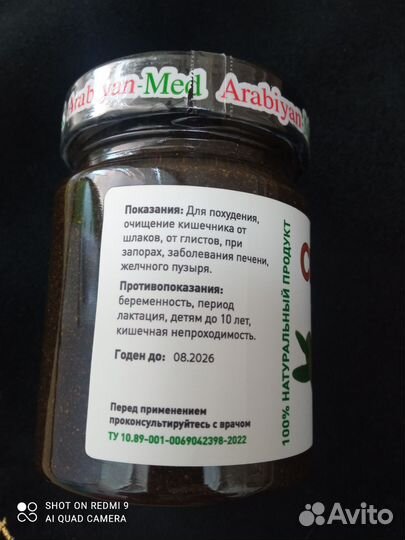 Arabiyan-Med Arabiyan-
Показания: Для похудения,
очищение кишечника от
шлаков, от глистов, при
запорах, заболевания печени,
желчного пузыря.
Противопоказания:
беременность, период
лактация, детям до 10 лет,
кишечная непроходимость.
Годен до: 08.2026
Перед применением
проконсультируйтесь с врачом
ТУ 10.89-001-0069042398-2022
100% НАТУРАЛЬНЫЙ ПРОДУКТ
SHOT ON REDMI 9
AI QUAD CAMERA
Avito